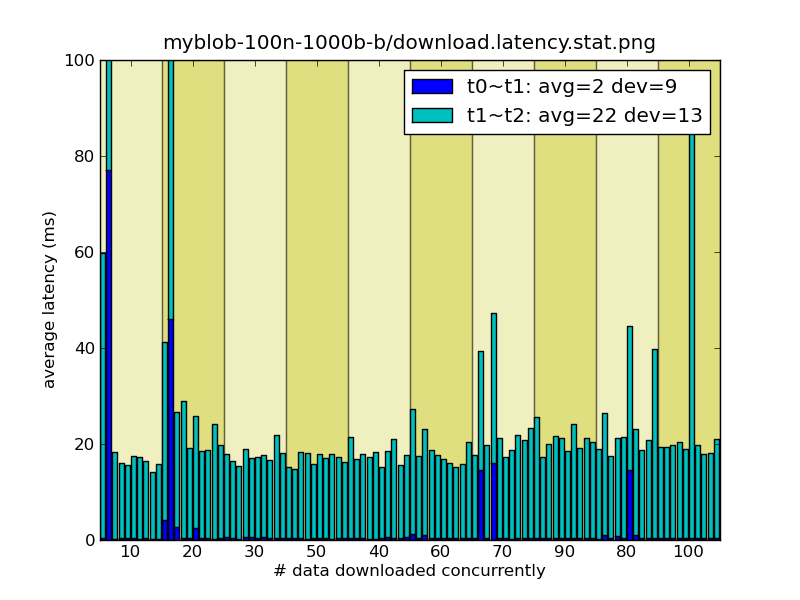 myblob-100n-1000b-b/download.latency.stat.png
t0~t1: avg=2 dev=9
t1~t2: avg=22 dev=13
100
80
60
40
20
0
average latency (ms)
10 20 30 50 40 60 70 90 80 100
# data downloaded concurrently